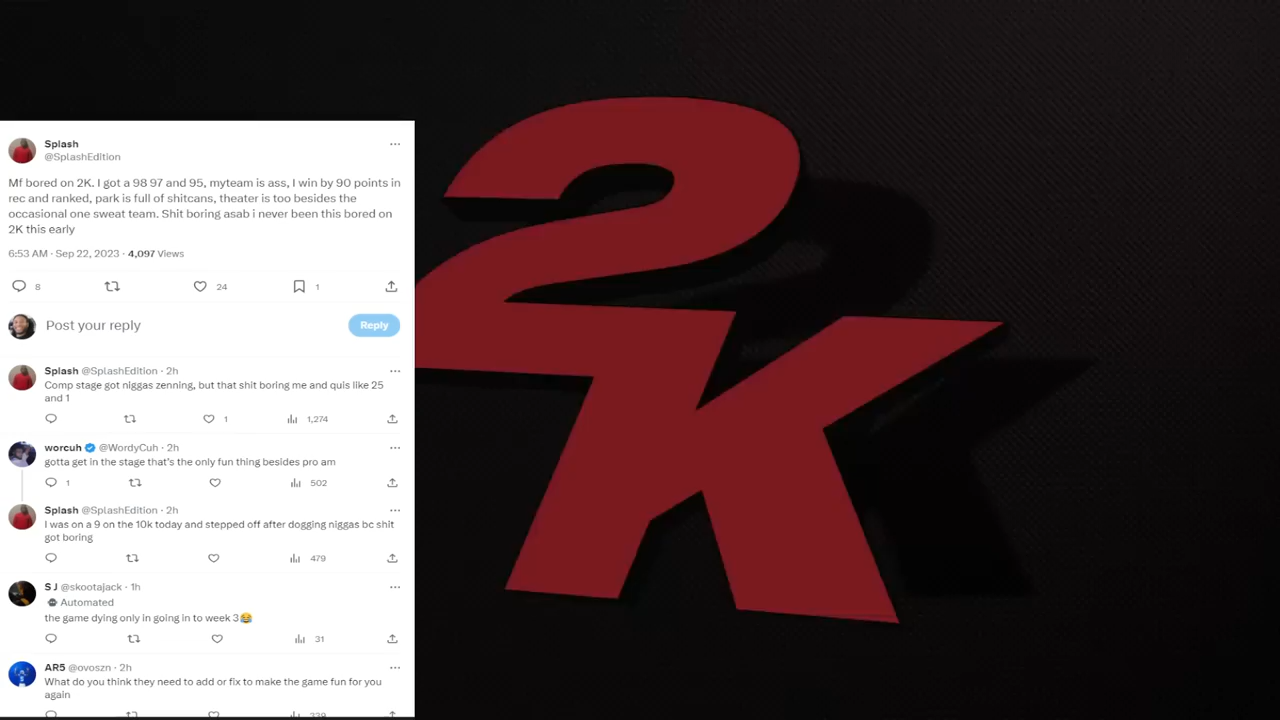 Splash
@SplashEdition
Mf bored on 2K. I got a 98 97 and 95, myteam is ass, I win by 90 points in
rec and ranked, park is full of shitcans, theater is too besides the
occasional one sweat team. Shit boring asab i never been this bored on
2K this early
6:53 AM · Sep 22, 2023 · 4,097 Views
8 24 1
Post your reply
Reply
Splash @SplashEdition · 2h
Comp stage got niggas zenning, but that shit boring me and quis like 25
and 1
1 1,274
worcuh @WordyCuh · 2h
gotta get in the stage that's the only fun thing besides pro am
1 502
Splash @SplashEdition · 2h
I was on a 9 on the 10k today and stepped off after dogging niggas bc shit
got boring
479
S J @skootajack · 1h
Automated
the game dying only in going in to week 3😂
31
AR5 @ovoszn · 2h
What do you think they need to add or fix to make the game fun for you
again
2K